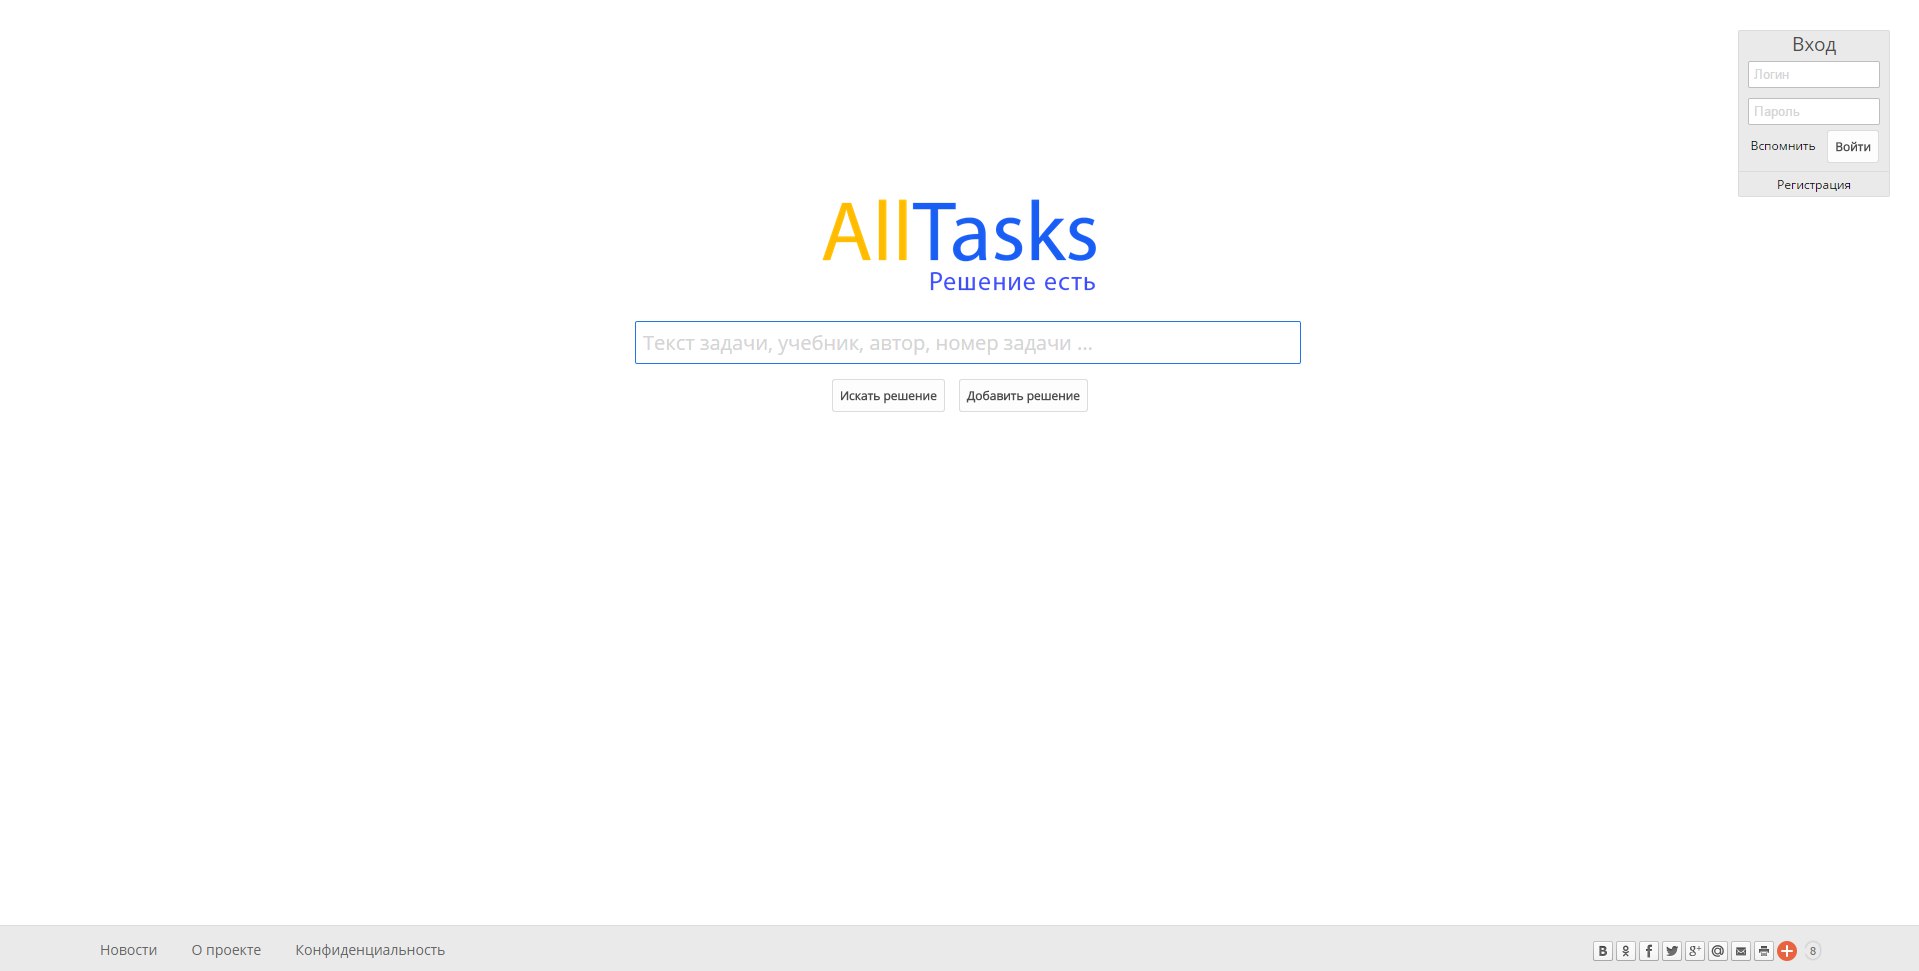 Вход
Логин
Пароль
Вспомнить Войти
Регистрация
AllTasks
Решение есть
Текст задачи, учебник, автор, номер задачи ...
Искать решение Добавить решение
Новости О проекте Конфиденциальность 8